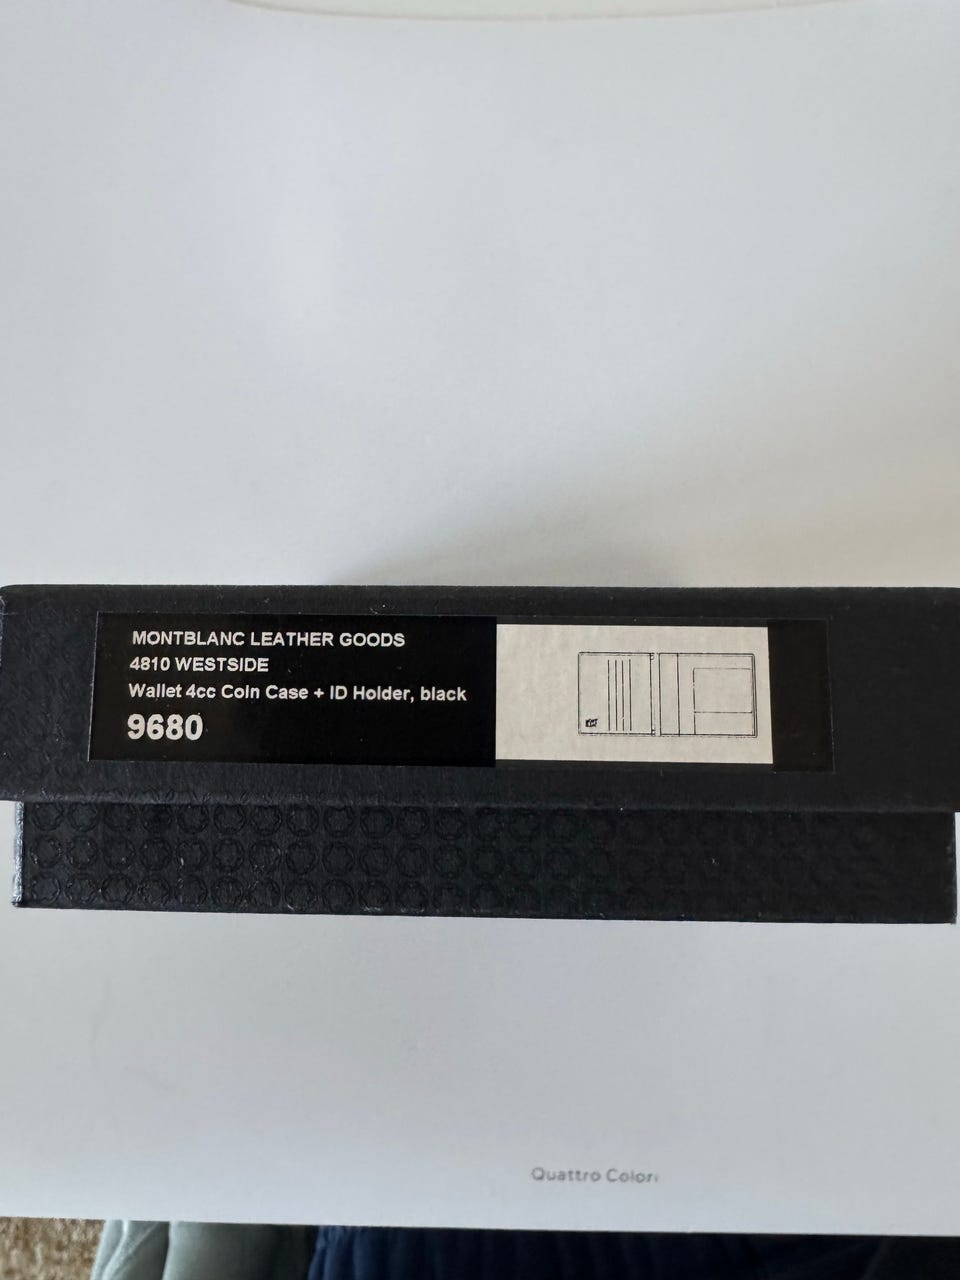 MONTBLANC LEATHER GOODS
4810 WESTSIDE
Wallet 4cc Coin Case + ID Holder, black
9680
Quattro Colori